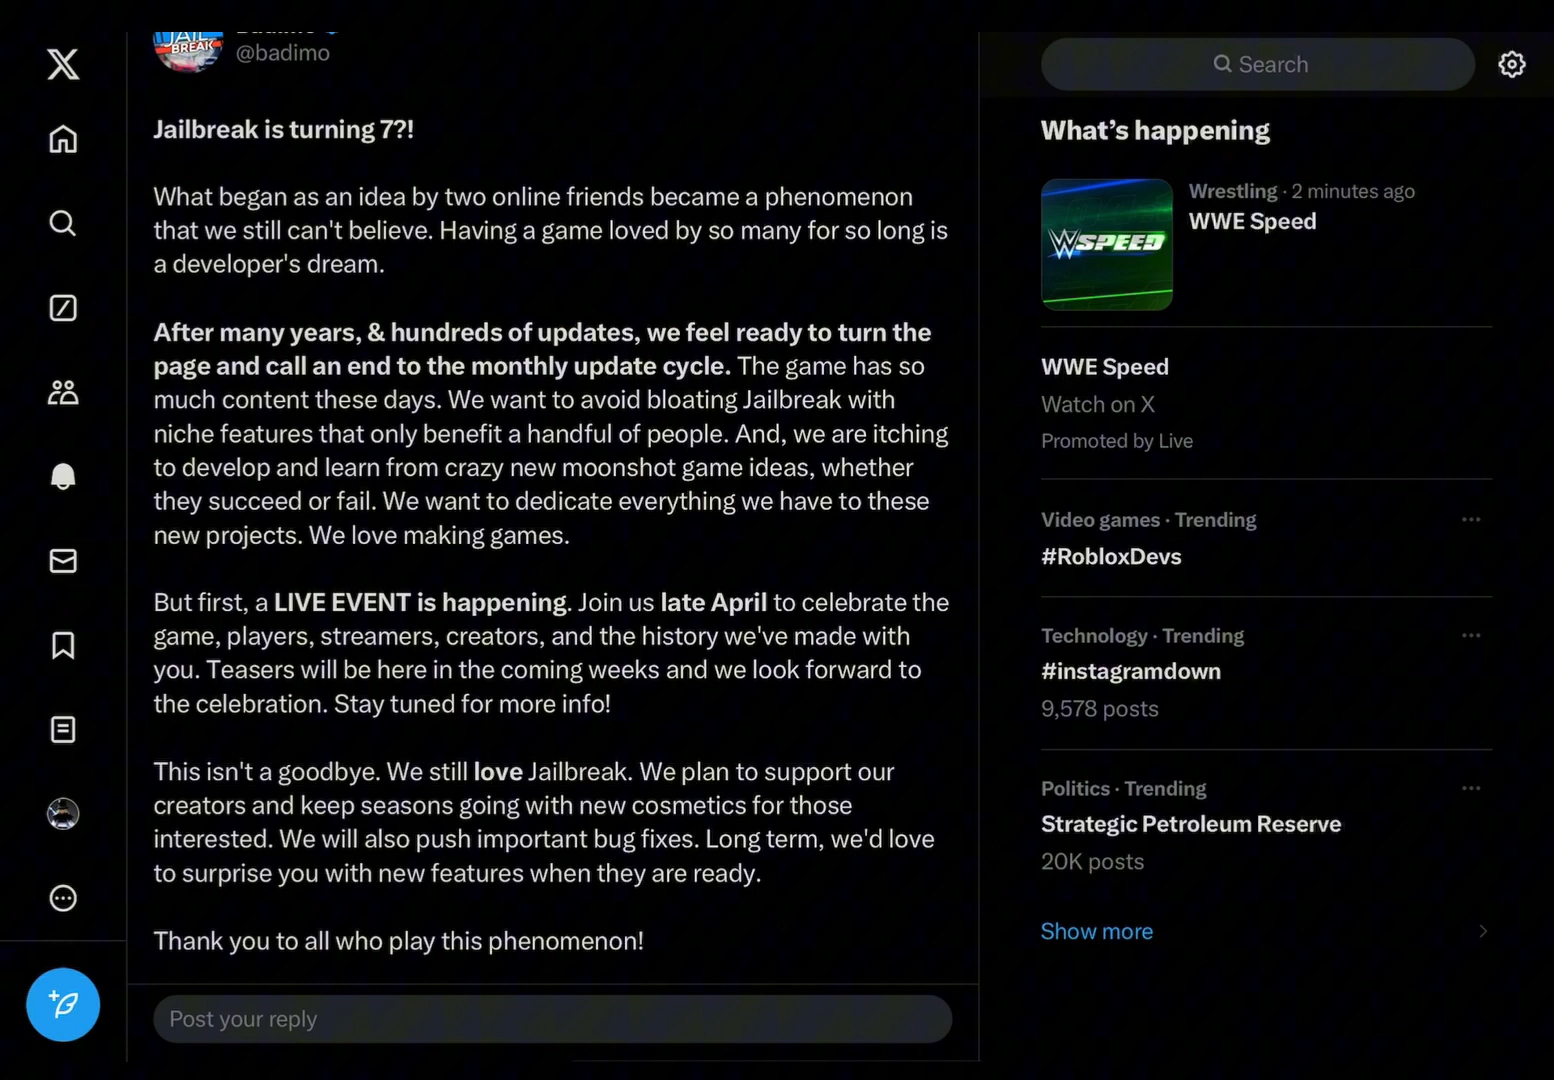 JAIL
BREAK
Badimo
@badimo
Jailbreak is turning 7?!
What began as an idea by two online friends became a phenomenon
that we still can't believe. Having a game loved by so many for so long is
a developer's dream.
After many years, & hundreds of updates, we feel ready to turn the
page and call an end to the monthly update cycle. The game has so
much content these days. We want to avoid bloating Jailbreak with
niche features that only benefit a handful of people. And, we are itching
to develop and learn from crazy new moonshot game ideas, whether
they succeed or fail. We want to dedicate everything we have to these
new projects. We love making games.
But first, a LIVE EVENT is happening. Join us late April to celebrate the
game, players, streamers, creators, and the history we've made with
you. Teasers will be here in the coming weeks and we look forward to
the celebration. Stay tuned for more info!
This isn't a goodbye. We still love Jailbreak. We plan to support our
creators and keep seasons going with new cosmetics for those
interested. We will also push important bug fixes. Long term, we'd love
to surprise you with new features when they are ready.
Thank you to all who play this phenomenon!
Post your reply
Search
What's happening
W SPEED
Wrestling · 2 minutes ago
WWE Speed
WWE Speed
Watch on X
Promoted by Live
Video games · Trending
#RobloxDevs
Technology · Trending
#instagramdown
9,578 posts
Politics · Trending
Strategic Petroleum Reserve
20K posts
Show more